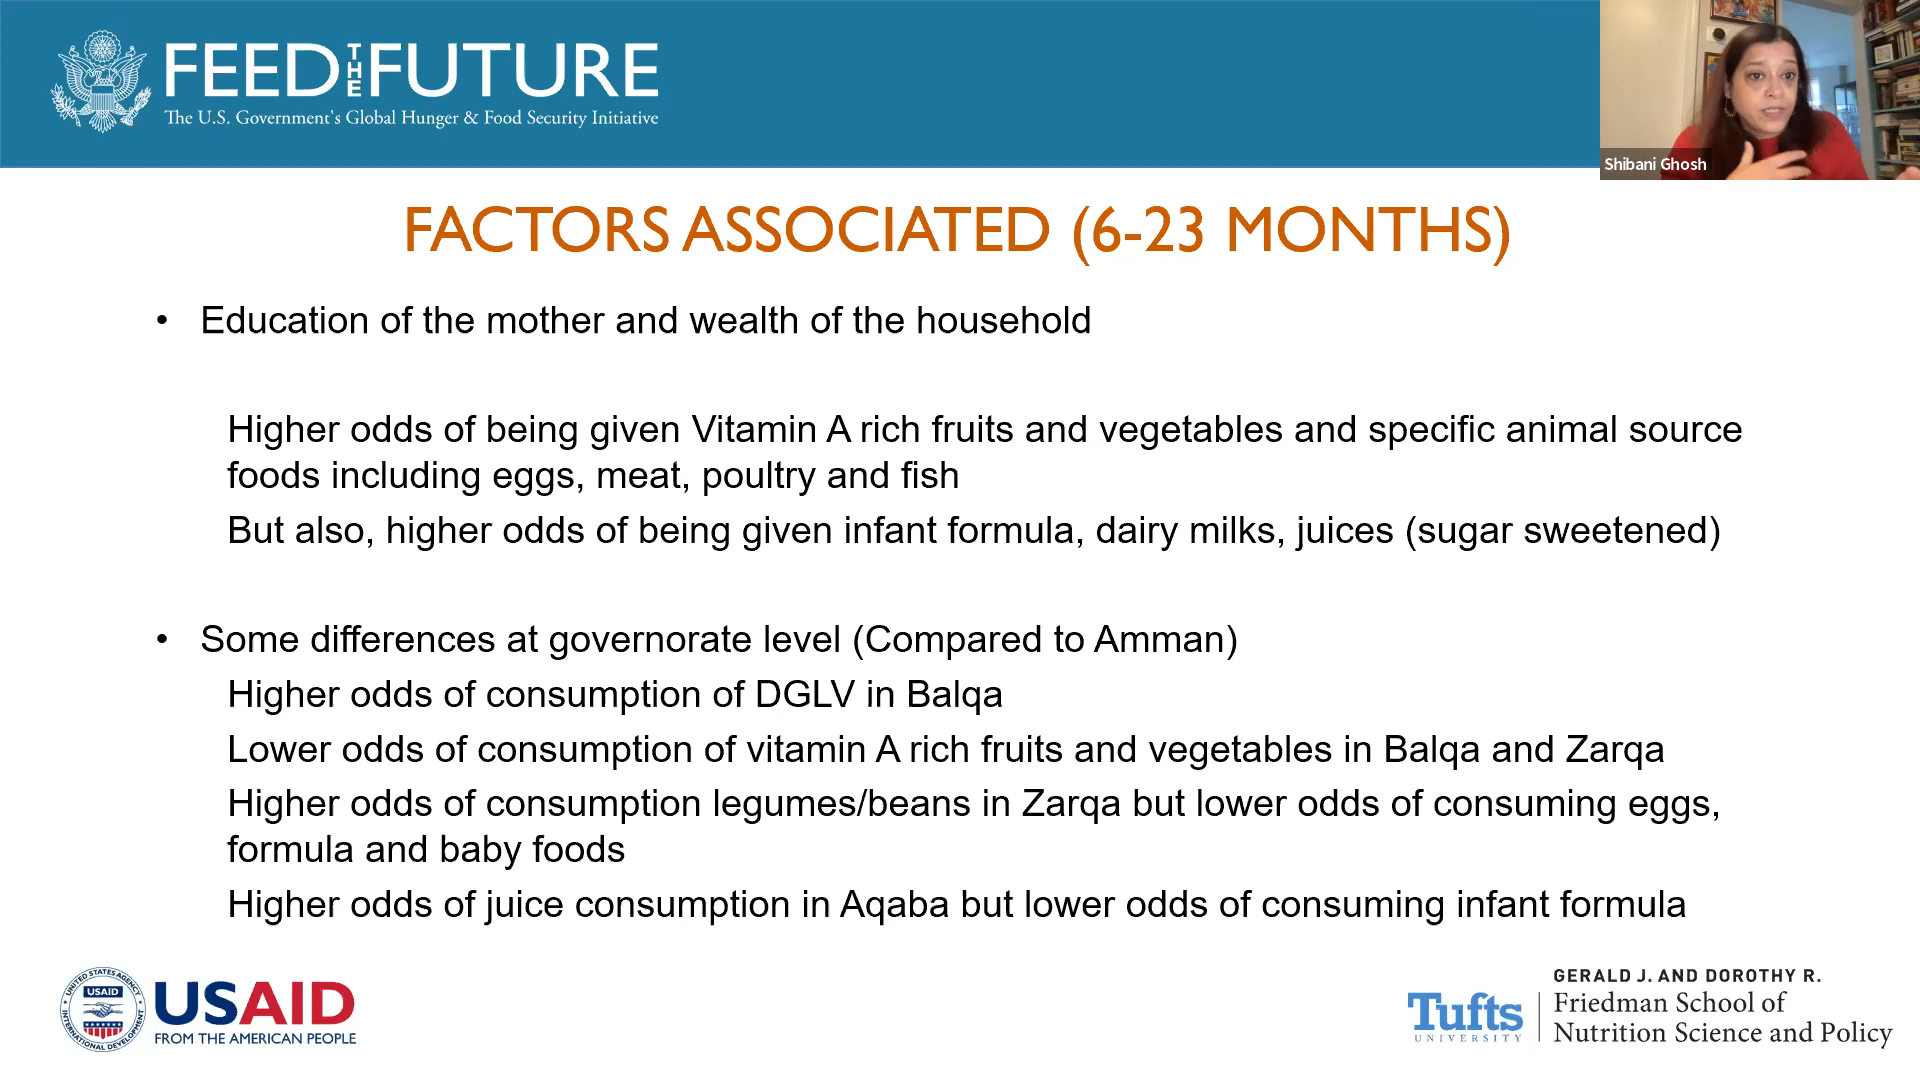 FEED THE FUTURE
The U.S. Government's Global Hunger & Food Security Initiative
Shibani Ghosh
FACTORS ASSOCIATED (6-23 MONTHS)
• Education of the mother and wealth of the household
Higher odds of being given Vitamin A rich fruits and vegetables and specific animal source
foods including eggs, meat, poultry and fish
But also, higher odds of being given infant formula, dairy milks, juices (sugar sweetened)
• Some differences at governorate level (Compared to Amman)
Higher odds of consumption of DGLV in Balqa
Lower odds of consumption of vitamin A rich fruits and vegetables in Balqa and Zarqa
Higher odds of consumption legumes/beans in Zarqa but lower odds of consuming eggs,
formula and baby foods
Higher odds of juice consumption in Aqaba but lower odds of consuming infant formula
UNITED STATES AGENCY
USAID
INTERNATIONAL DEVELOPMENT
USAID
FROM THE AMERICAN PEOPLE
Tufts
UNIVERSITY
GERALD J. AND DOROTHY R.
Friedman School of
Nutrition Science and Policy